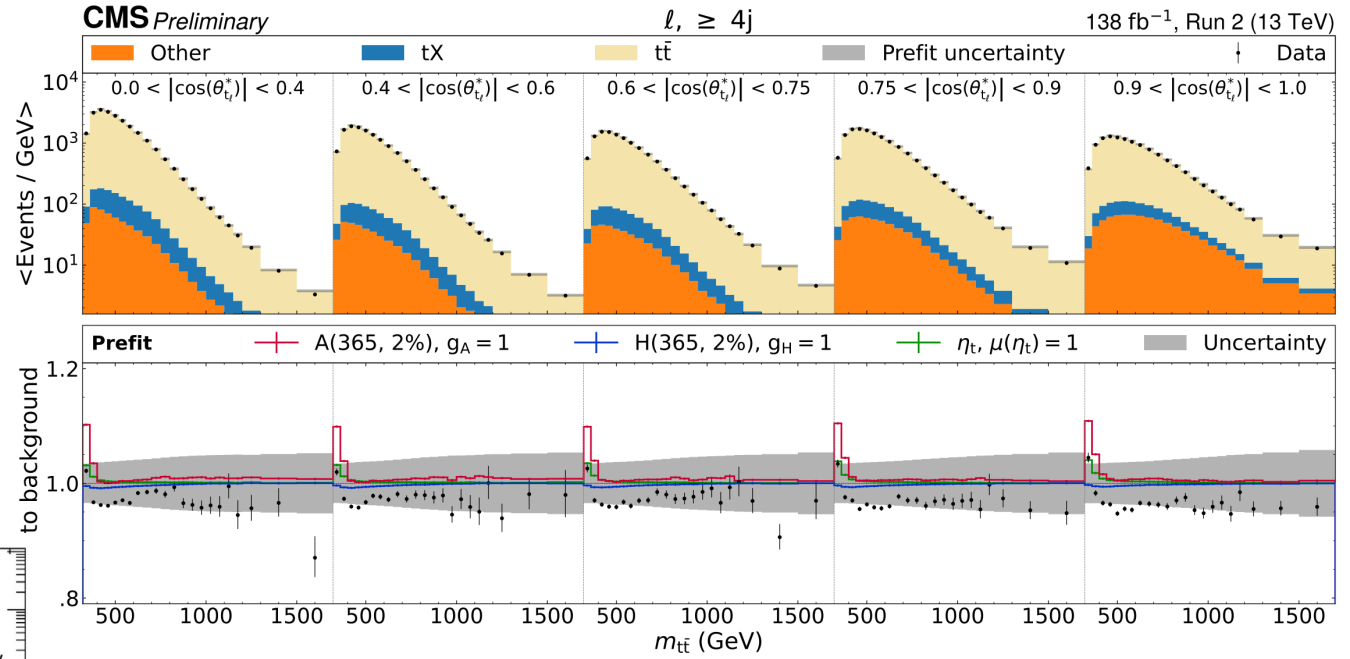 CMS Preliminary ℓ, ≥ 4j 138 fb⁻¹, Run 2 (13 TeV)
Other tX tt̄ Prefit uncertainty Data
10⁴
0.0 < |cos(θ*ₜℓ)| < 0.4 0.4 < |cos(θ*ₜℓ)| < 0.6 0.6 < |cos(θ*ₜℓ)| < 0.75 0.75 < |cos(θ*ₜℓ)| < 0.9 0.9 < |cos(θ*ₜℓ)| < 1.0
<Events / GeV>
10³
10²
10¹
Prefit A(365, 2%), g_A = 1 H(365, 2%), g_H = 1 ηₜ, μ(ηₜ) = 1 Uncertainty
1.2
to background
1.0
.8
500 1000 1500 500 1000 1500 500 1000 1500 500 1000 1500 500 1000 1500
m_tt̄ (GeV)